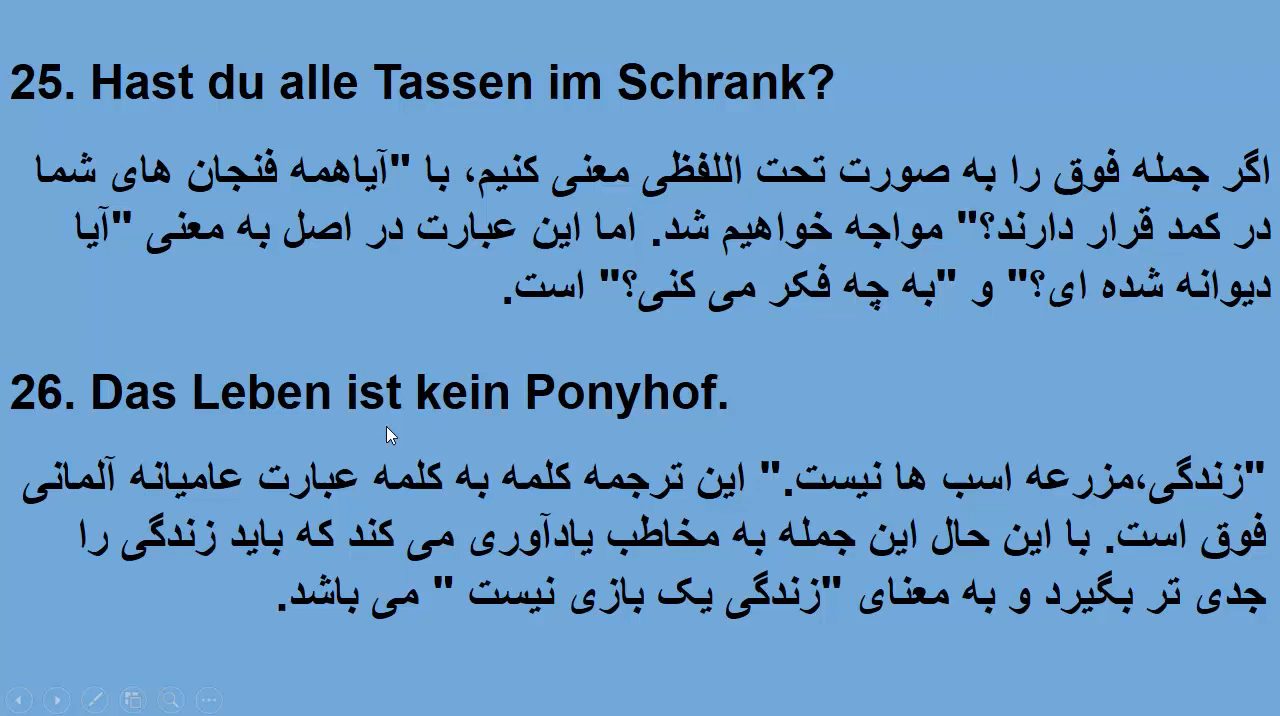 25. Hast du alle Tassen im Schrank?
اگر جمله فوق را به صورت تحت اللفظی معنی کنیم، با "آیاهمه فنجان های شما
در کمد قرار دارند؟" مواجه خواهیم شد. اما این عبارت در اصل به معنی "آیا
دیوانه شده ای؟" و "به چه فکر می کنی؟" است.
26. Das Leben ist kein Ponyhof.
"زندگی،مزرعه اسب ها نیست." این ترجمه کلمه به کلمه عبارت عامیانه آلمانی
فوق است. با این حال این جمله به مخاطب یادآوری می کند که باید زندگی را
جدی تر بگیرد و به معنای "زندگی یک بازی نیست " می باشد.